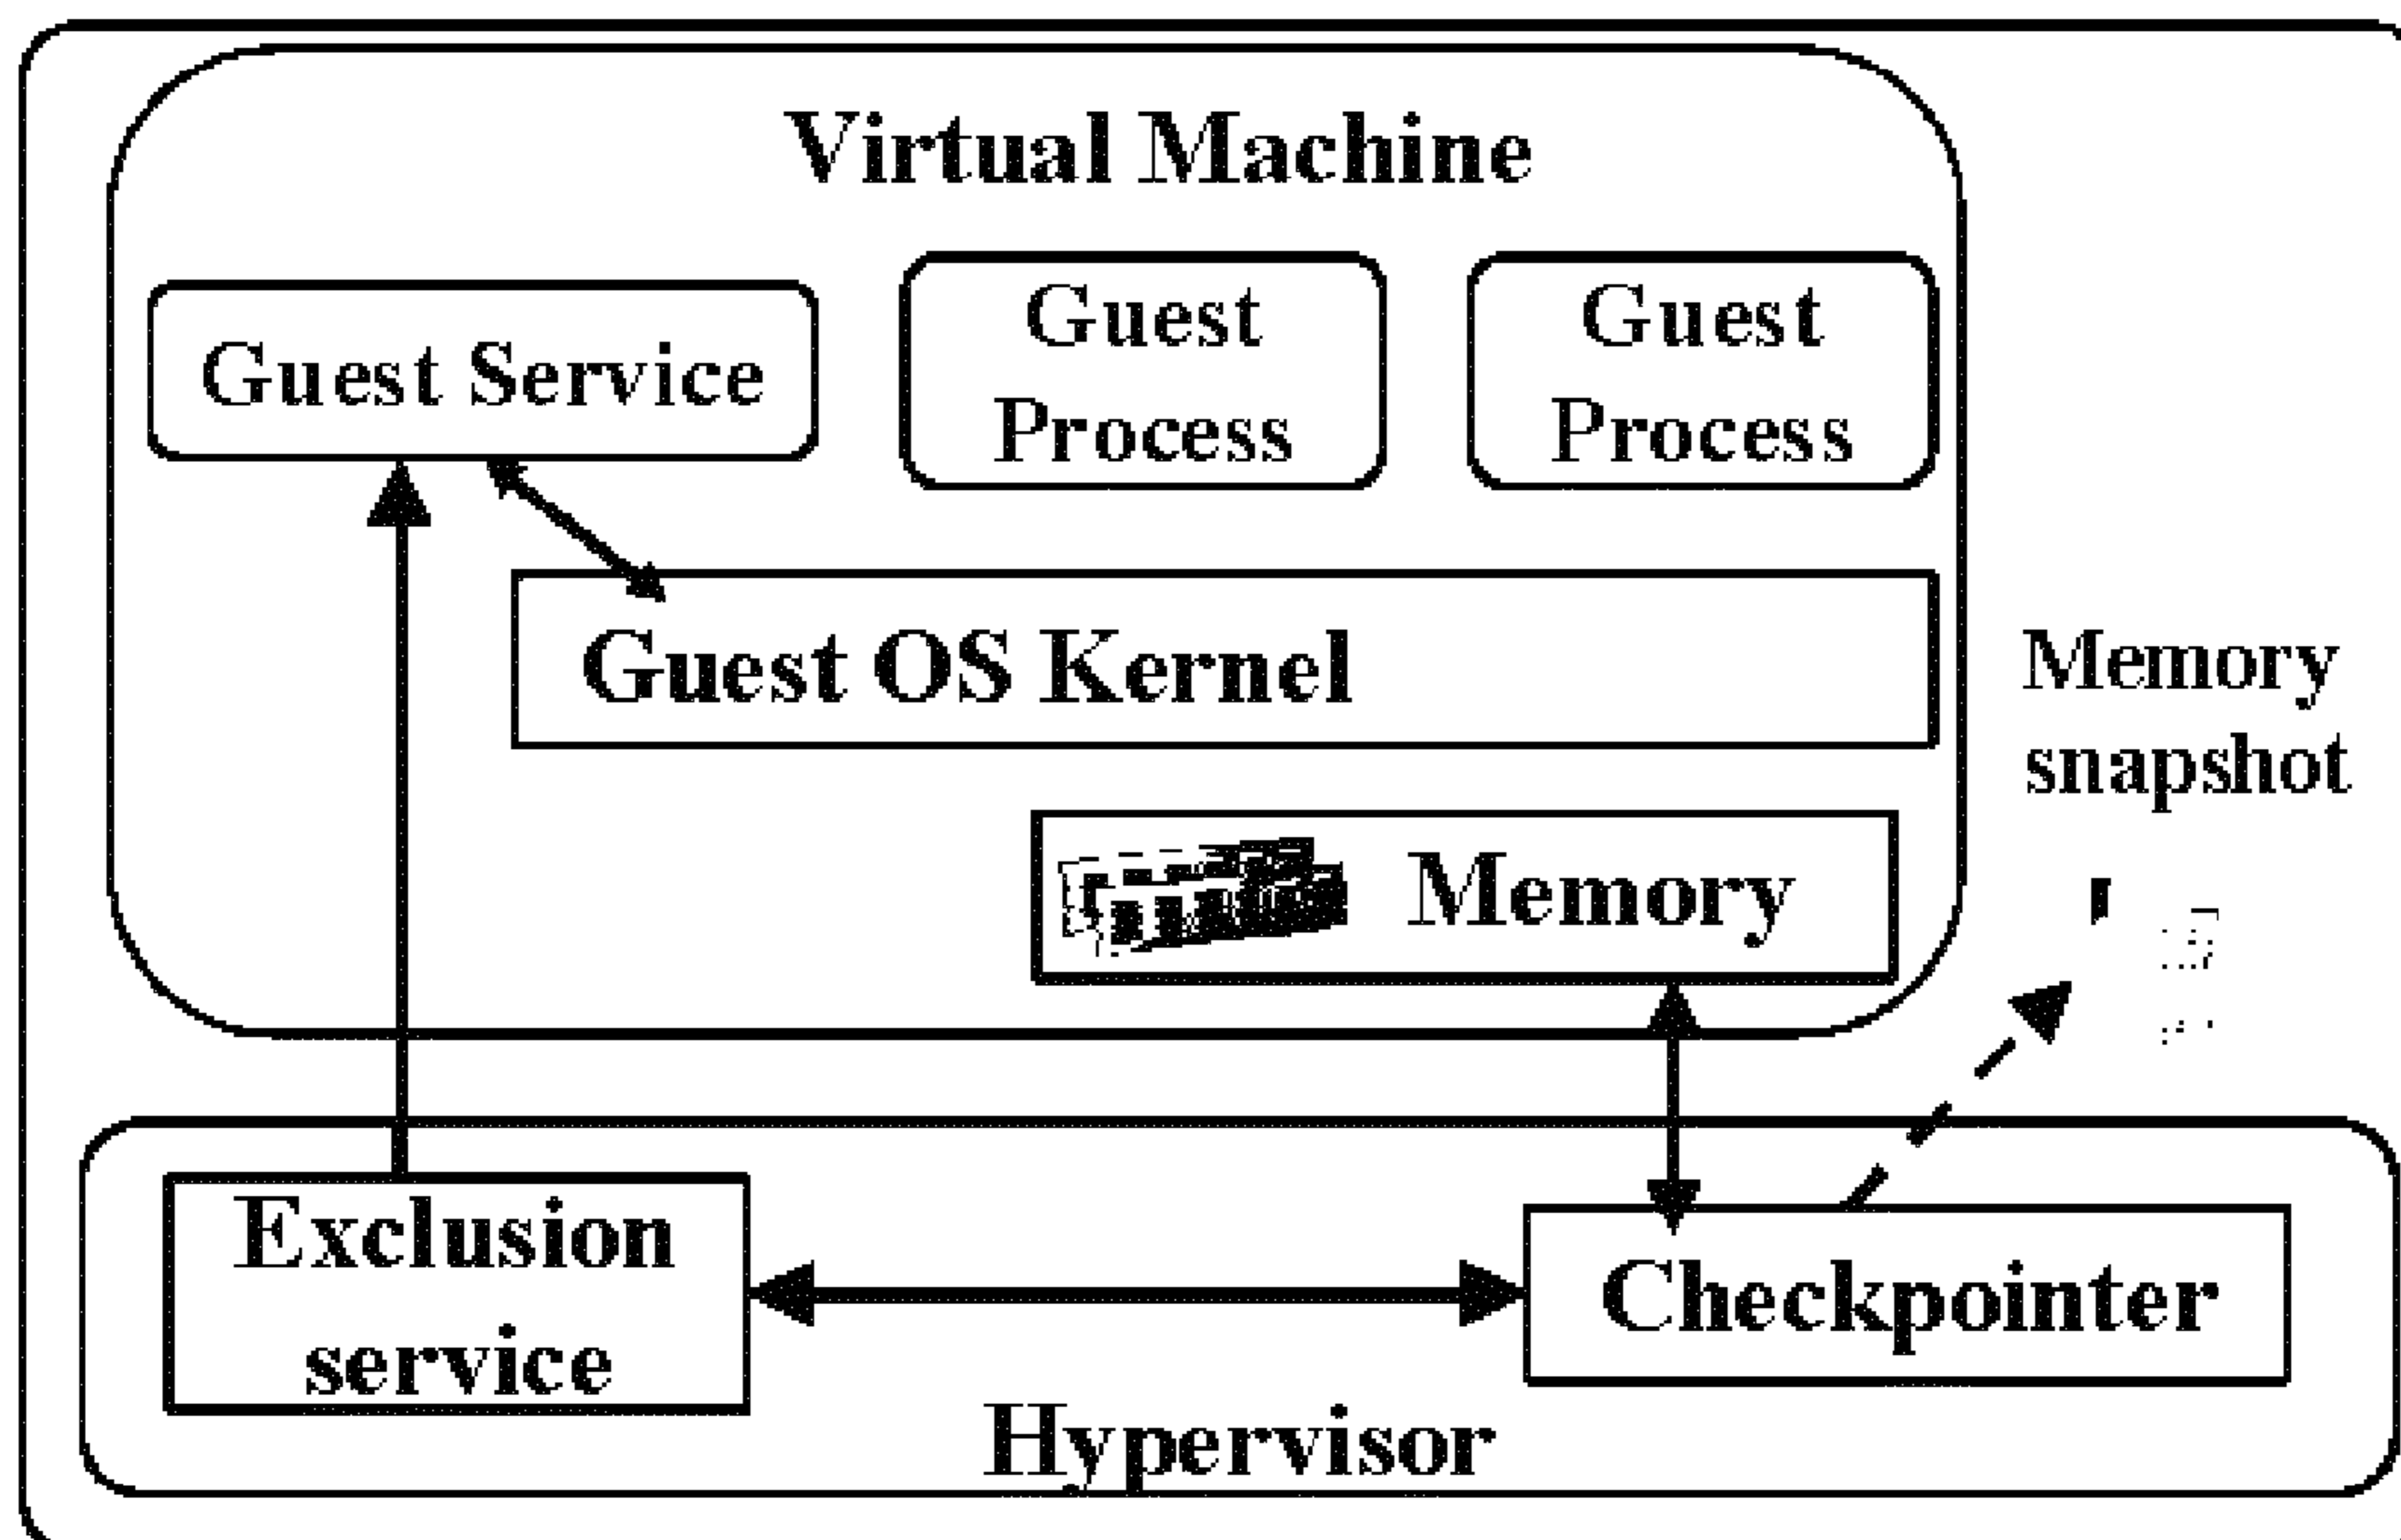 Virtual Machine
Guest Service
Guest
Process
Guest
Process
Guest OS Kernel
Memory
snapshot
Memory
Exclusion
service
Checkpointer
Hypervisor